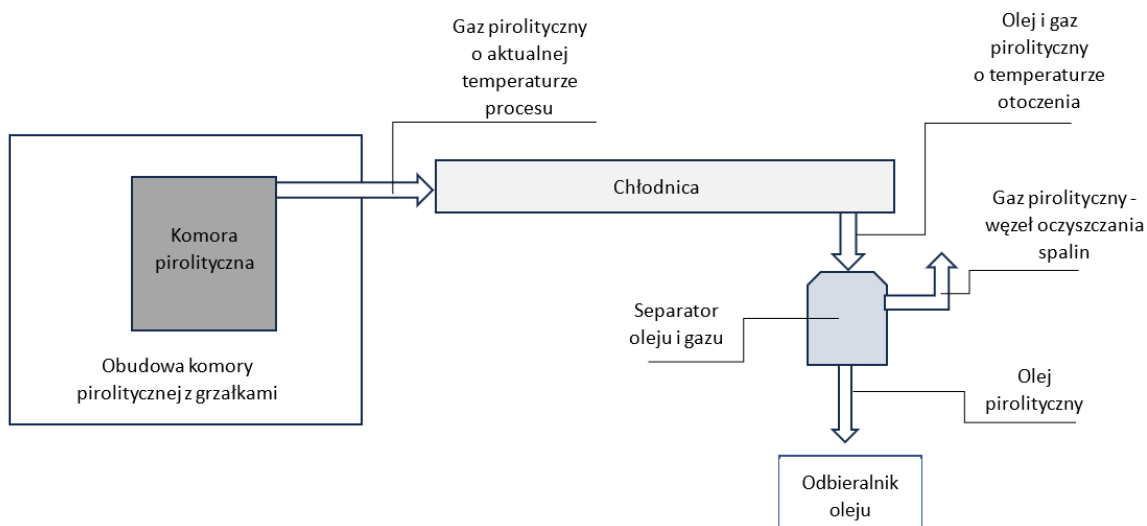 Gaz pirolityczny
o aktualnej
temperaturze
procesu
Olej i gaz
pirolityczny
o temperaturze
otoczenia
Chłodnica
Komora
pirolityczna
Obudowa komory
pirolitycznej z grzałkami
Gaz pirolityczny -
węzeł oczyszczania
spalin
Separator
oleju i gazu
Olej
pirolityczny
Odbieralnik
oleju